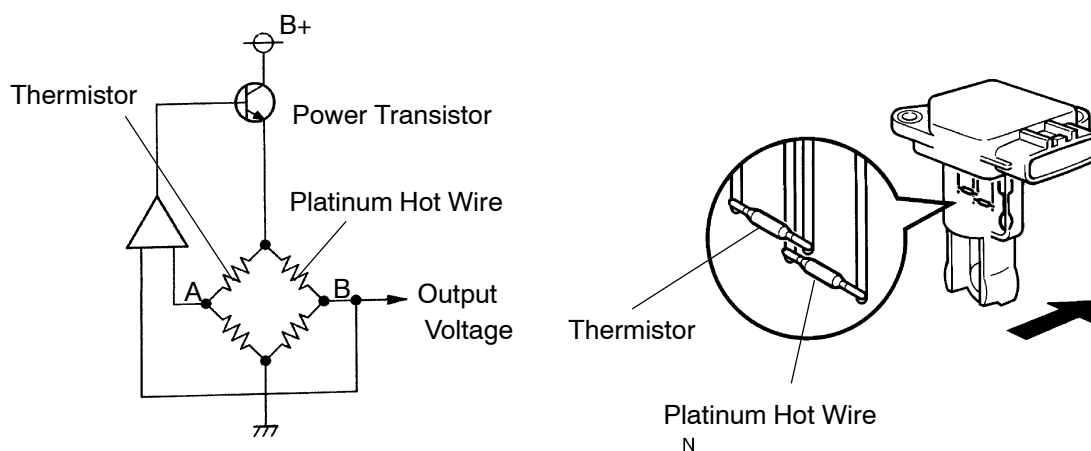 B+
Thermistor
Power Transistor
Platinum Hot Wire
A
B
Output
Voltage
Thermistor
Platinum Hot Wire
N